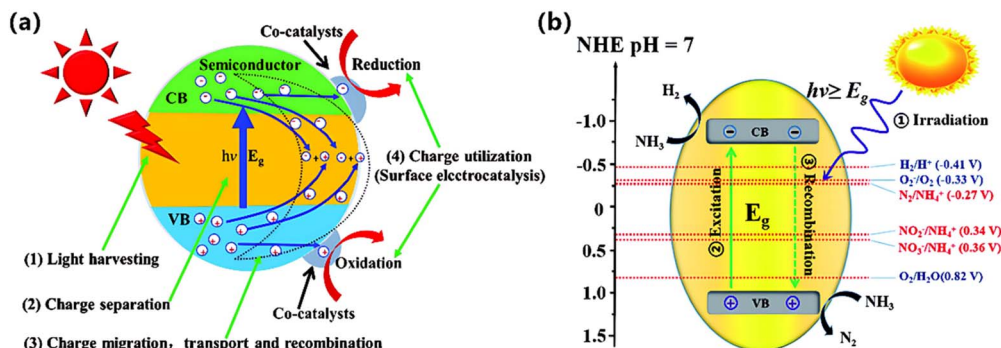 (a)
Co-catalysts
Reduction
Semiconductor
CB
hν E_g
(4) Charge utilization
(Surface elcctrocatalysis)
VB
(1) Light harvesting
Oxidation
(2) Charge separation
Co-catalysts
(3) Charge migration, transport and recombination
(b)
NHE pH = 7
hν≥ E_g
① Irradiation
H₂
NH₃
CB
-1.0
-0.5
0
0.5
1.0
1.5
② Excitation
E_g
③ Recombination
H₂/H⁺ (-0.41 V)
O₂⁻/O₂ (-0.33 V)
N₂/NH₄⁺ (-0.27 V)
NO₂⁻/NH₄⁺ (0.34 V)
NO₃⁻/NH₄⁺ (0.36 V)
O₂/H₂O(0.82 V)
VB
NH₃
N₂